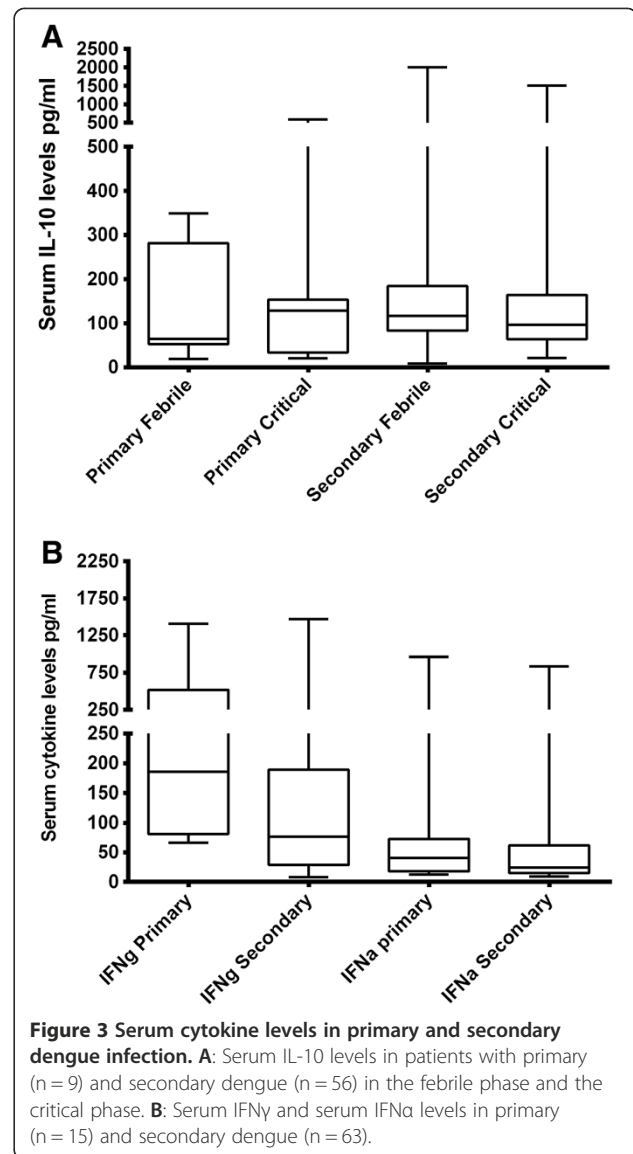 A
Serum IL-10 levels pg/ml
2500
2000
1500
1000
500
500
400
300
200
100
0
Primary Febrile
Primary Critical
Secondary Febrile
Secondary Critical
B
Serum cytokine levels pg/ml
2250
1750
1250
750
250
250
200
150
100
50
0
IFNg Primary
IFNg Secondary
IFNa primary
IFNa Secondary
Figure 3 Serum cytokine levels in primary and secondary
dengue infection. A: Serum IL-10 levels in patients with primary
(n = 9) and secondary dengue (n = 56) in the febrile phase and the
critical phase. B: Serum IFNγ and serum IFNα levels in primary
(n = 15) and secondary dengue (n = 63).